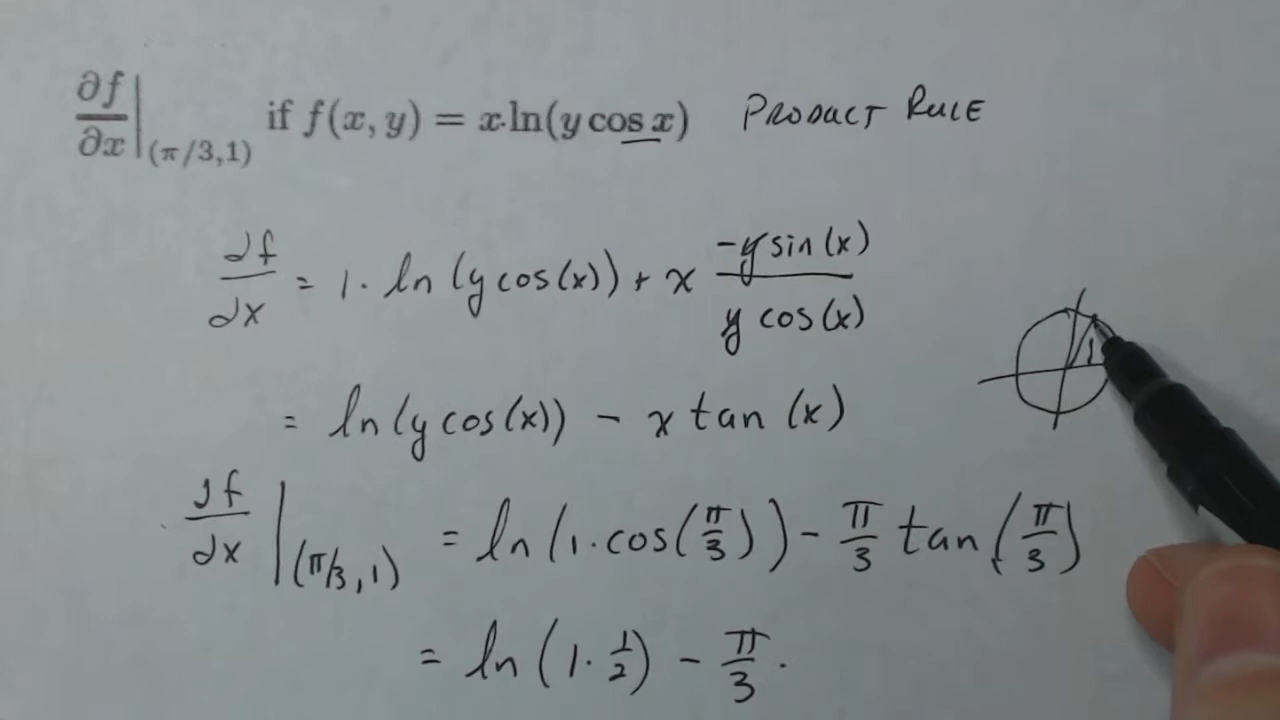 ∂f/∂x|(π/3,1) if f(x, y) = x·ln(y cos x) PRODUCT RULE
∂f/∂x = 1· ln(y cos(x)) + x -y sin(x)/y cos(x)
= ln(y cos(x)) - x tan(x)
∂f/∂x|(π/3, 1) = ln(1·cos(π/3)) - π/3 tan(π/3)
= ln(1·1/2) - π/3 ·